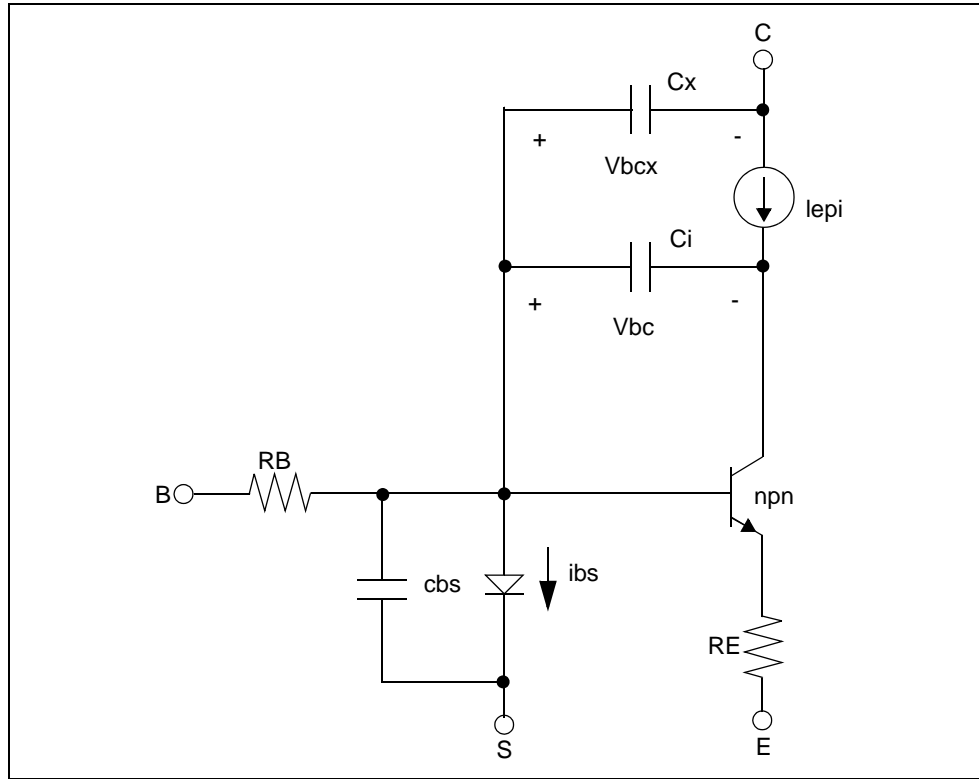 C
Cx
+
-
Vbcx
Iepi
Ci
+
-
Vbc
RB
B
npn
cbs
ibs
RE
S
E